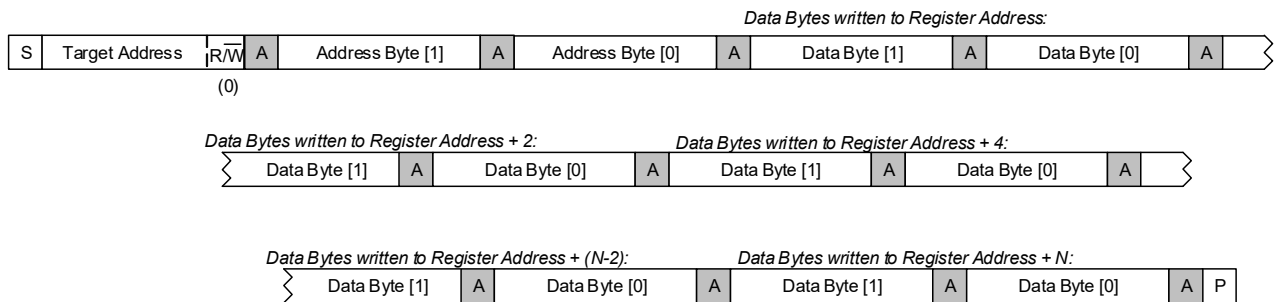 Data Bytes written to Register Address:
S Target Address R/W̅ A Address Byte [1] A Address Byte [0] A Data Byte [1] A Data Byte [0] A
(0)
Data Bytes written to Register Address + 2: Data Bytes written to Register Address + 4:
Data Byte [1] A Data Byte [0] A Data Byte [1] A Data Byte [0] A
Data Bytes written to Register Address + (N-2): Data Bytes written to Register Address + N:
Data Byte [1] A Data Byte [0] A Data Byte [1] A Data Byte [0] A P